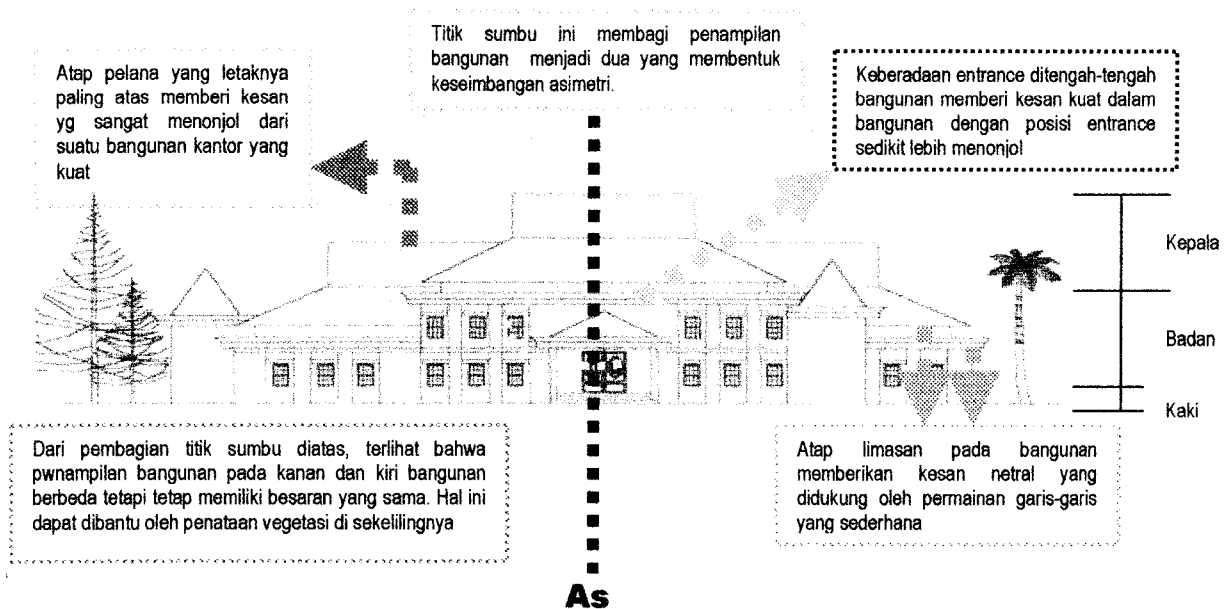 Titik sumbu ini membagi penampilan
bangunan menjadi dua yang membentuk
keseimbangan asimetri.
Atap pelana yang letaknya
paling atas memberi kesan
yg sangat menonjol dari
suatu bangunan kantor yang
kuat
Keberadaan entrance ditengah-tengah
bangunan memberi kesan kuat dalam
bangunan dengan posisi entrance
sedikit lebih menonjol
Kepala
Badan
Kaki
Dari pembagian titik sumbu diatas, terlihat bahwa
pwnampilan bangunan pada kanan dan kiri bangunan
berbeda tetapi tetap memiliki besaran yang sama. Hal ini
dapat dibantu oleh penataan vegetasi di sekelilingnya
Atap limasan pada bangunan
memberikan kesan netral yang
didukung oleh permainan garis-garis
yang sederhana
As